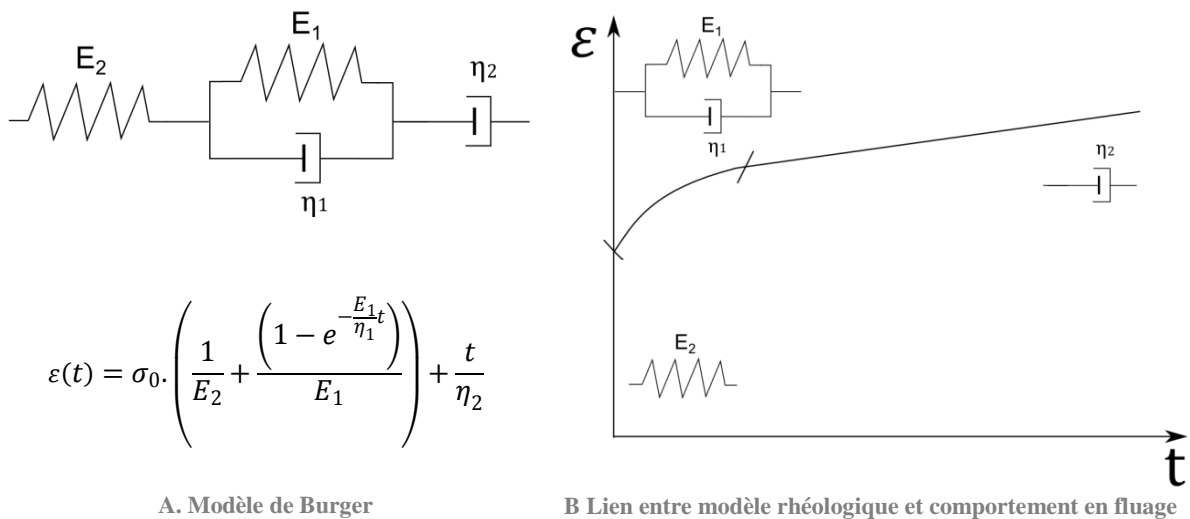 E₂
E₁
η₁
η₂
ε(t) = σ₀.(1/E₂ + (1 − e^(−(E₁/η₁)t))/E₁) + t/η₂
A. Modèle de Burger
ε
E₁
η₁
η₂
E₂
t
B Lien entre modèle rhéologique et comportement en fluage